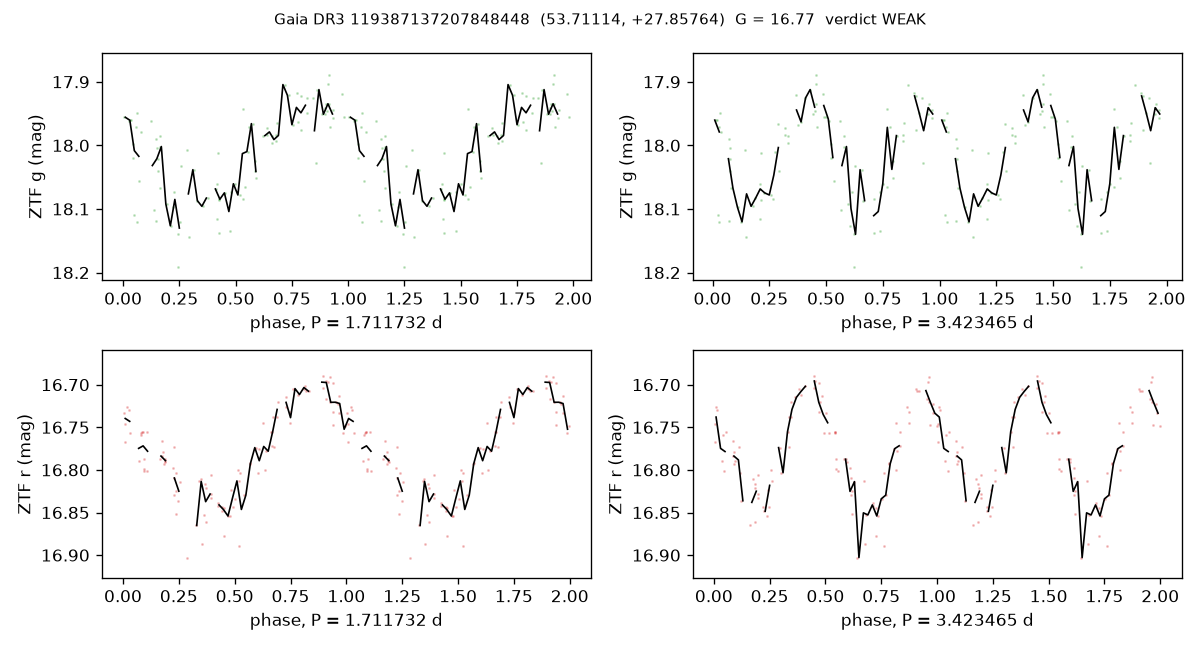 Gaia DR3 119387137207848448  (53.71114, +27.85764)  G = 16.77  verdict WEAK
ZTF g (mag)
17.9
18.0
18.1
18.2
0.00 0.25 0.50 0.75 1.00 1.25 1.50 1.75 2.00
phase, P = 1.711732 d
ZTF g (mag)
17.9
18.0
18.1
18.2
0.00 0.25 0.50 0.75 1.00 1.25 1.50 1.75 2.00
phase, P = 3.423465 d
ZTF r (mag)
16.70
16.75
16.80
16.85
16.90
0.00 0.25 0.50 0.75 1.00 1.25 1.50 1.75 2.00
phase, P = 1.711732 d
ZTF r (mag)
16.70
16.75
16.80
16.85
16.90
0.00 0.25 0.50 0.75 1.00 1.25 1.50 1.75 2.00
phase, P = 3.423465 d